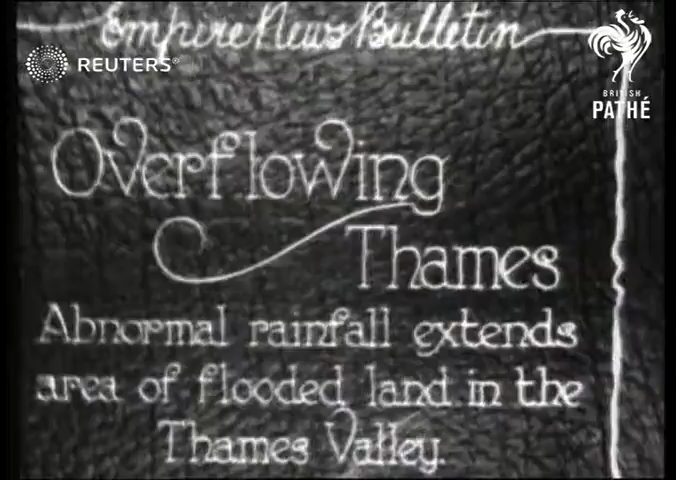 Empire News Bulletin
REUTERS®
BRITISH
PATHÉ
Overflowing
Thames
Abnormal rainfall extends
area of flooded land in the
Thames Valley.